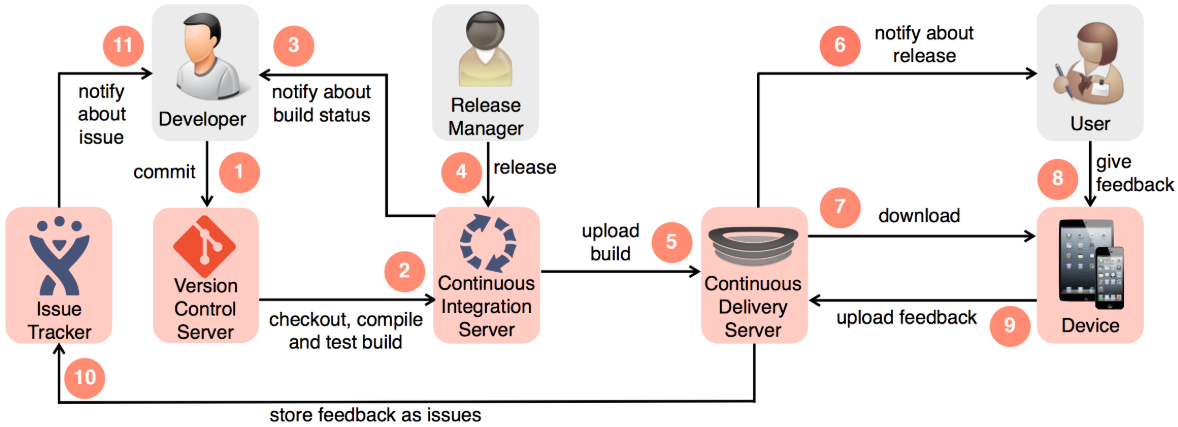 11
notify
about
issue
Developer
3
notify about
build status
Release
Manager
6
notify about
release
User
commit
1
4
release
8
give
feedback
Issue
Tracker
Version
Control
Server
2
checkout, compile
and test build
Continuous
Integration
Server
upload
build
5
Continuous
Delivery
Server
7
download
upload feedback
9
Device
10
store feedback as issues